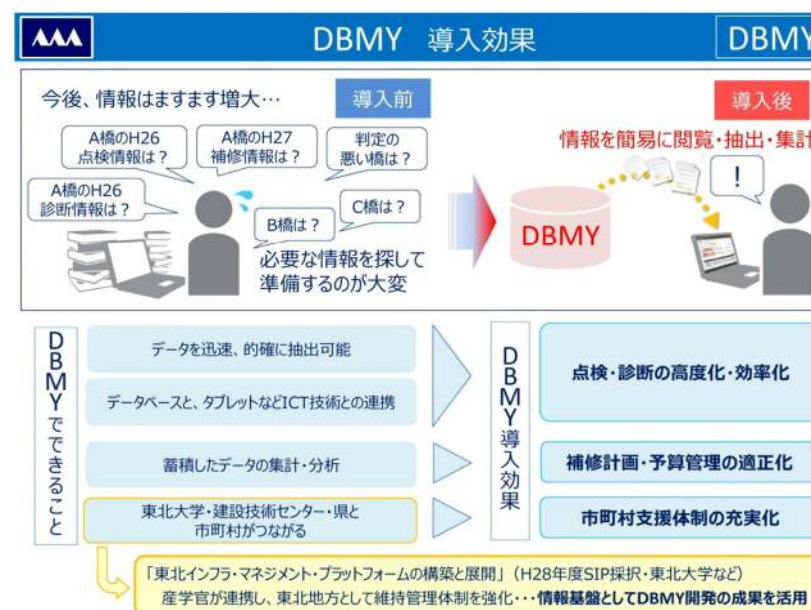 AAA
DBMY 導入効果
DBMY
今後、情報はますます増大…
導入前
導入後
情報を簡易に閲覧・抽出・集計
A橋のH26
点検情報は？
A橋のH27
補修情報は？
判定の
悪い橋は？
A橋のH26
診断情報は？
B橋は？
C橋は？
必要な情報を探して
準備するのが大変
DBMY
!
DBMYでできること
データを迅速、的確に抽出可能
データベースと、タブレットなどICT技術との連携
蓄積したデータの集計・分析
東北大学・建設技術センター・県と
市町村がつながる
DBMY導入効果
点検・診断の高度化・効率化
補修計画・予算管理の適正化
市町村支援体制の充実化
「東北インフラ・マネジメント・プラットフォームの構築と展開」（H28年度SIP採択・東北大学など）
産学官が連携し、東北地方として維持管理体制を強化・・・情報基盤としてDBMY開発の成果を活用